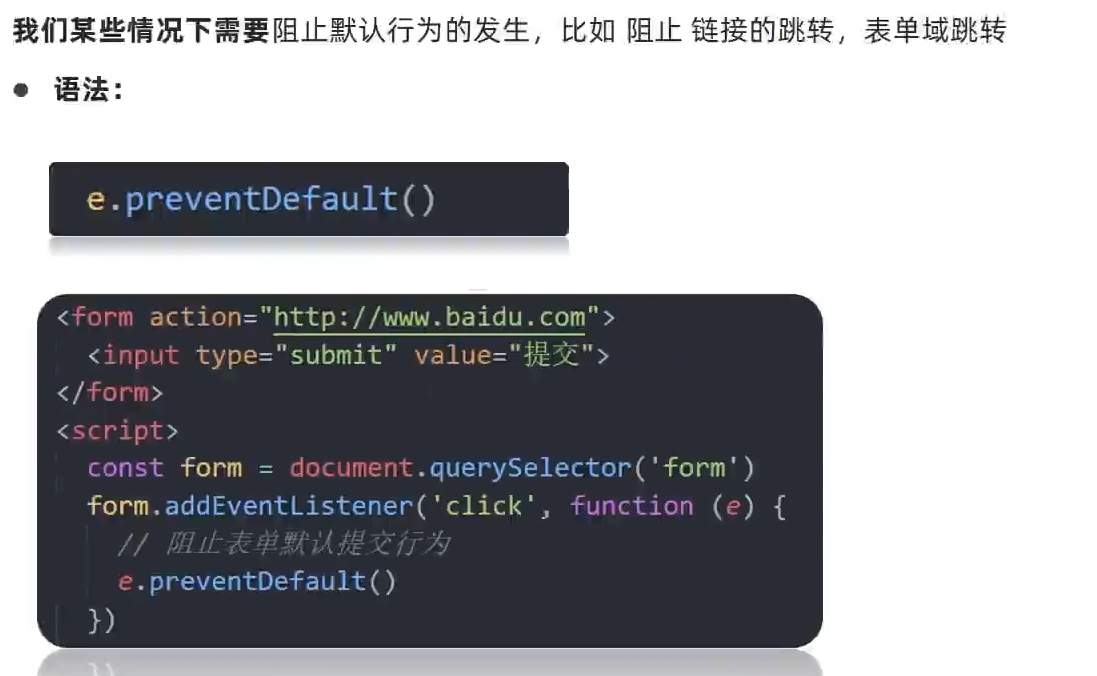 我们某些情况下需要阻止默认行为的发生，比如 阻止 链接的跳转，表单域跳转
● 语法：
e.preventDefault()
<form action="http://www.baidu.com">
  <input type="submit" value="提交">
</form>
<script>
  const form = document.querySelector('form')
  form.addEventListener('click', function (e) {
    // 阻止表单默认提交行为
    e.preventDefault()
  })